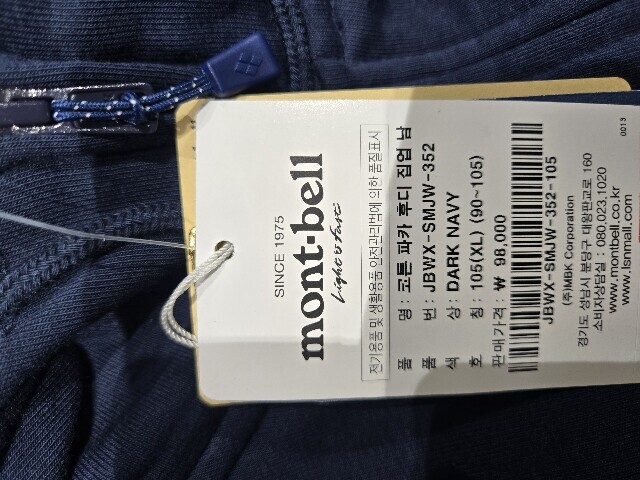 SINCE 1975
mont-bell
Light & Fast
전기용품 및 생활용품 안전관리법에 의한 품질표시
품 명 : 코튼 파카 후디 집업 남
품 번 : JBWX-SMJW-352
색 상 : DARK NAVY
호 칭 : 105(XL) (90~105)
판매가격 : ₩ 98,000
JBWX-SMJW-352-105
(주)MBK Corporation
경기도 성남시 분당구 대왕판교로 160
소비자상담실 : 080.023.1020
www.montbell.co.kr
www.lsnmall.com
0019